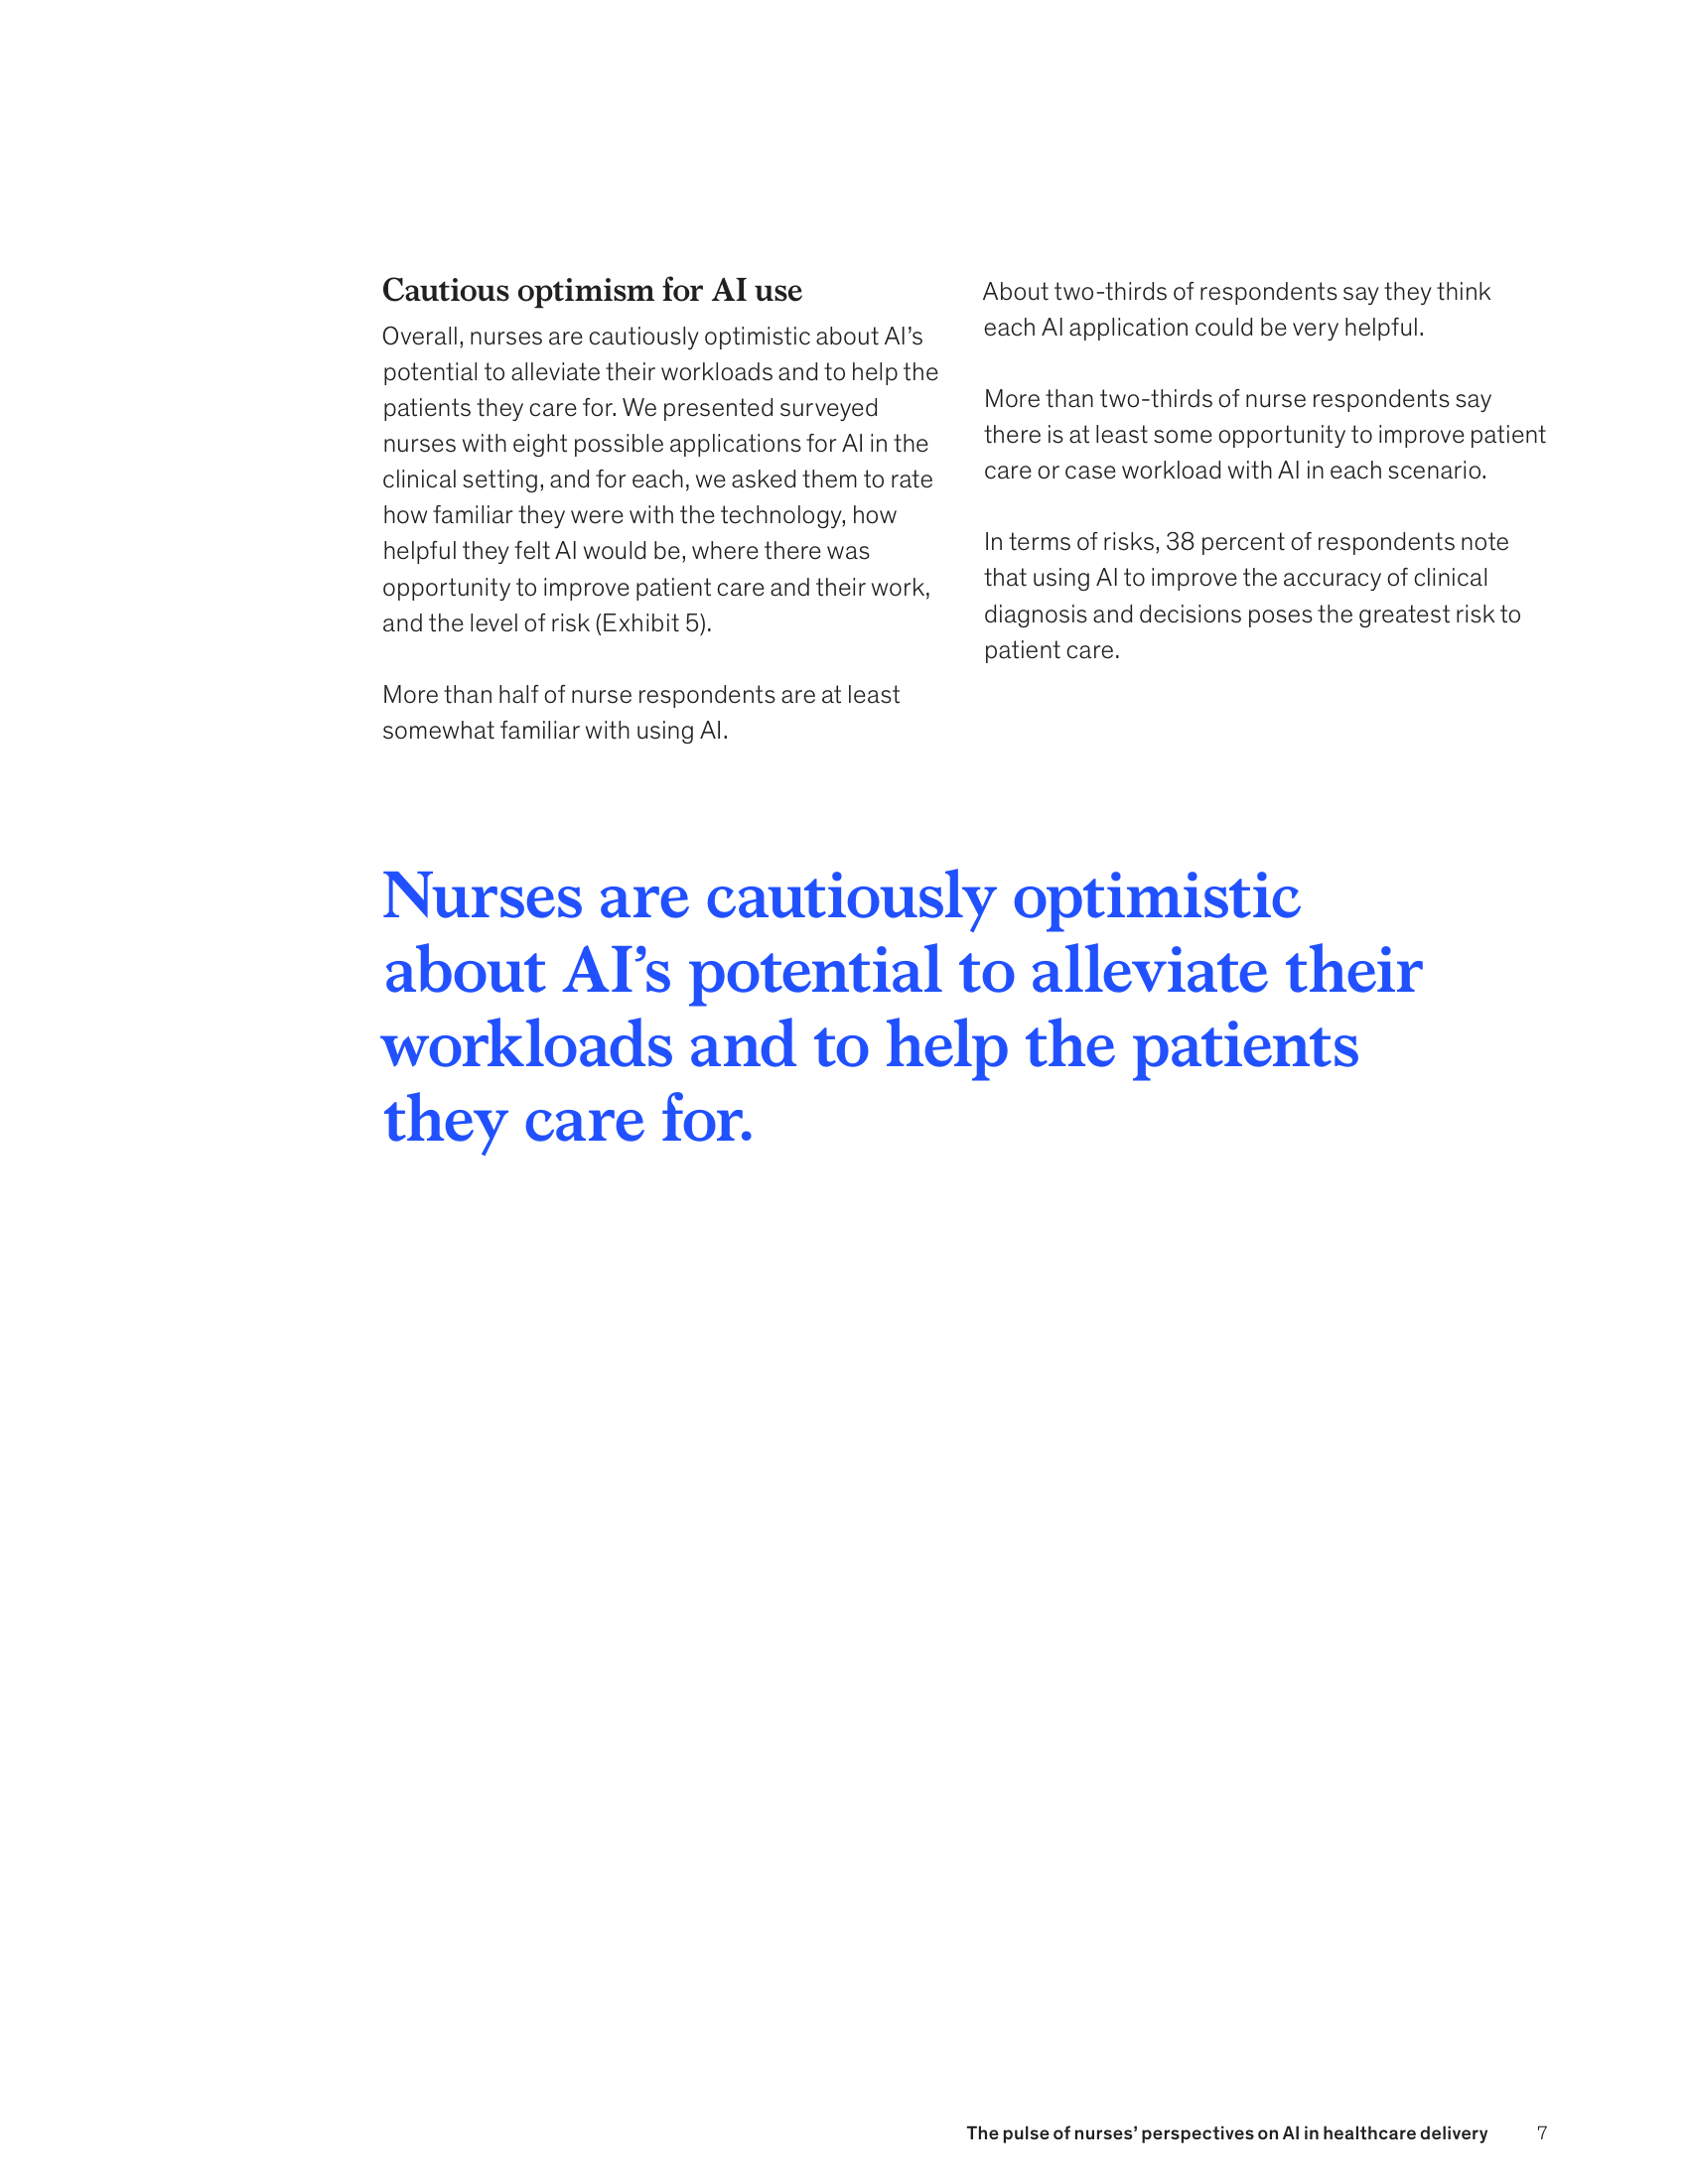 Cautious optimism for AI use
Overall, nurses are cautiously optimistic about AI’s
potential to alleviate their workloads and to help the
patients they care for. We presented surveyed
nurses with eight possible applications for AI in the
clinical setting, and for each, we asked them to rate
how familiar they were with the technology, how
helpful they felt AI would be, where there was
opportunity to improve patient care and their work,
and the level of risk (Exhibit 5).
More than half of nurse respondents are at least
somewhat familiar with using AI.
About two-thirds of respondents say they think
each AI application could be very helpful.
More than two-thirds of nurse respondents say
there is at least some opportunity to improve patient
care or case workload with AI in each scenario.
In terms of risks, 38 percent of respondents note
that using AI to improve the accuracy of clinical
diagnosis and decisions poses the greatest risk to
patient care.
Nurses are cautiously optimistic
about AI’s potential to alleviate their
workloads and to help the patients
they care for.
The pulse of nurses’ perspectives on AI in healthcare delivery 7